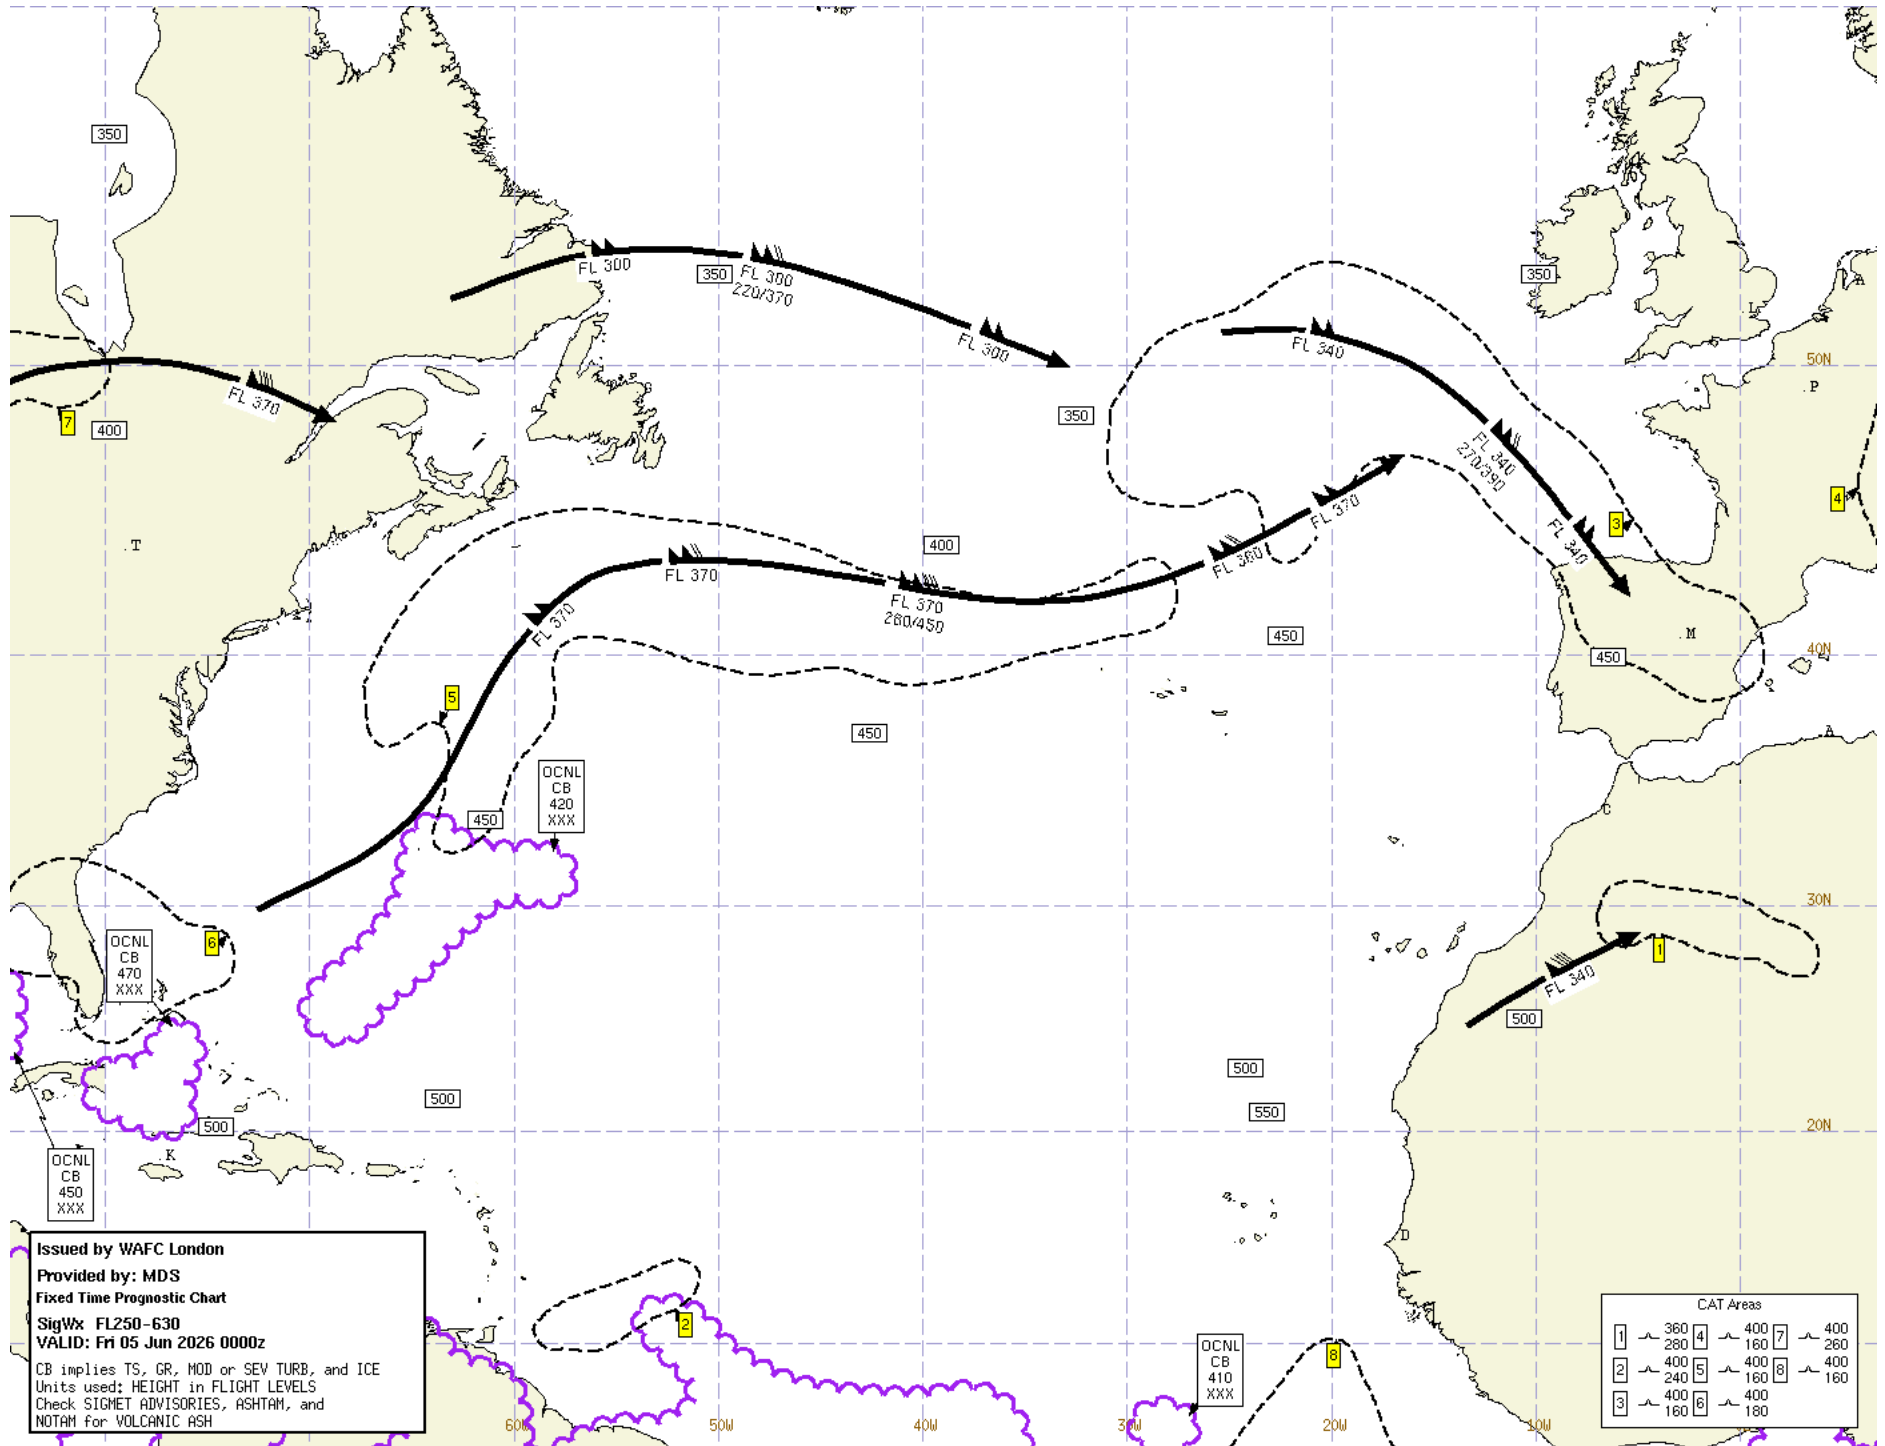 350
FL 300
350
FL 300
220/370
350
A
L
FL 300
FL 340
50N
P
FL 370
7
400
350
FL 340
270/390
4
T
FL 370
3
400
FL 340
FL 370
FL 360
FL 370
FL 370
260/450
450
M
40N
450
5
450
A
OCNL
CB
420
XXX
C
450
30N
6
OCNL
CB
470
XXX
1
FL 340
500
500
500
550
500
20N
K
OCNL
CB
450
XXX
D
Issued by WAFC London
Provided by: MDS
Fixed Time Prognostic Chart
SigWx FL250-630
VALID: Fri 05 Jun 2026 0000z
CB implies TS, GR, MOD or SEV TURB, and ICE
Units used: HEIGHT in FLIGHT LEVELS
Check SIGMET ADVISORIES, ASHTAM, and
NOTAM for VOLCANIC ASH
2
OCNL
CB
410
XXX
8
CAT Areas
1 360 280 4 400 160 7 400 260
2 400 240 5 400 160 8 400 160
3 400 160 6 400 180
60W 50W 40W 30W 20W 10W